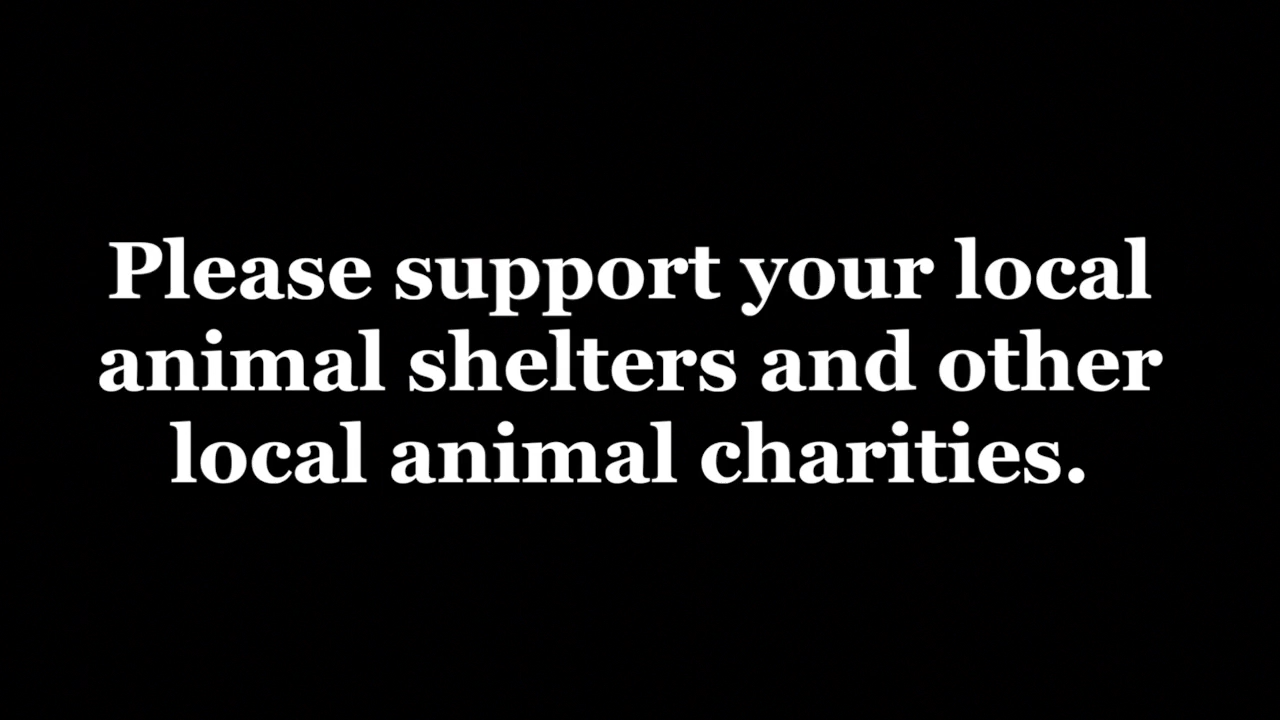 Please support your local
animal shelters and other
local animal charities.